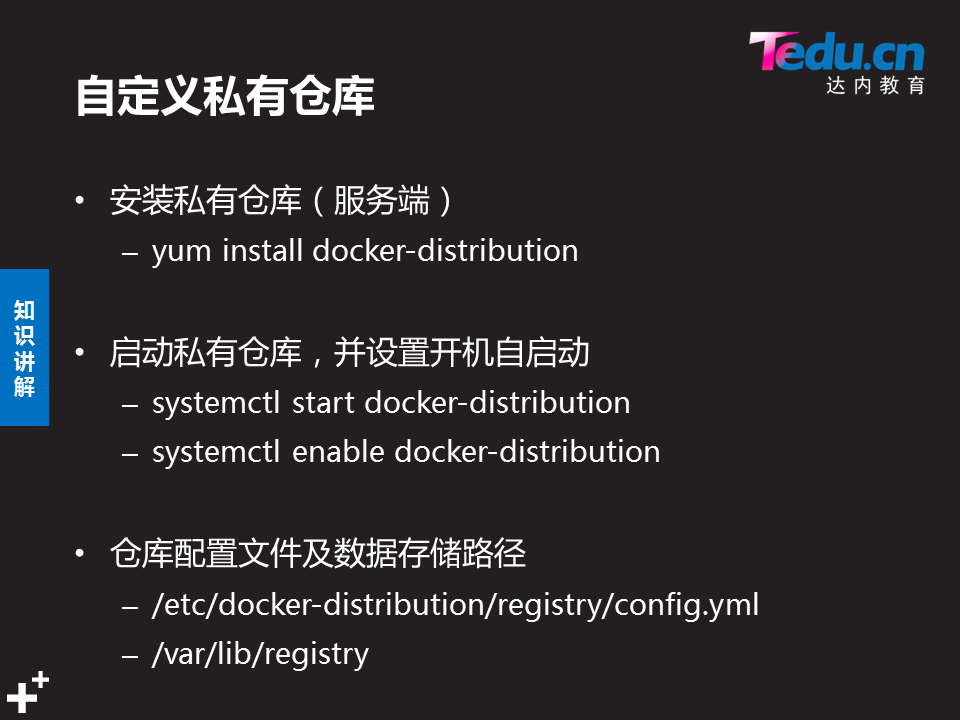 Tedu.cn
达内教育
自定义私有仓库
• 安装私有仓库（服务端）
– yum install docker-distribution
• 启动私有仓库，并设置开机自启动
– systemctl start docker-distribution
– systemctl enable docker-distribution
• 仓库配置文件及数据存储路径
– /etc/docker-distribution/registry/config.yml
– /var/lib/registry
知
识
讲
解